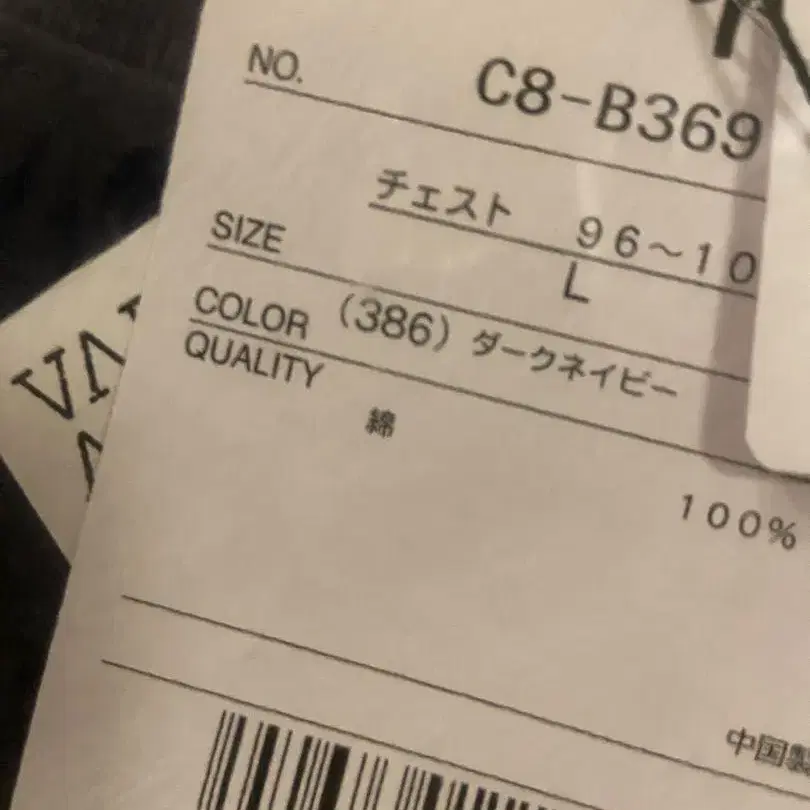 NO. C8-B369
チェスト 96～10
SIZE L
COLOR (386) ダークネイビー
QUALITY
綿 100%
中国製